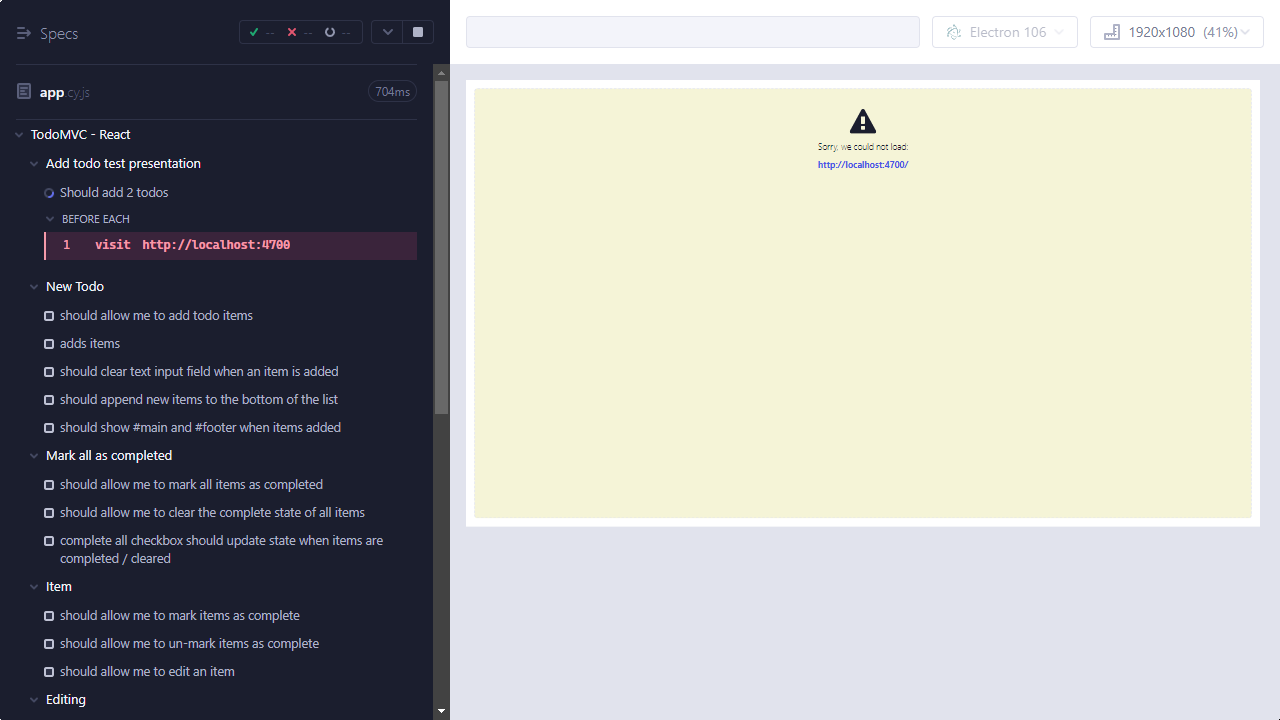 Specs
--
--
--
app.cy.js
704ms
TodoMVC - React
Add todo test presentation
Should add 2 todos
BEFORE EACH
1 visit http://localhost:4700
New Todo
should allow me to add todo items
adds items
should clear text input field when an item is added
should append new items to the bottom of the list
should show #main and #footer when items added
Mark all as completed
should allow me to mark all items as completed
should allow me to clear the complete state of all items
complete all checkbox should update state when items are
completed / cleared
Item
should allow me to mark items as complete
should allow me to un-mark items as complete
should allow me to edit an item
Editing
Electron 106
1920x1080 (41%)
Sorry, we could not load:
http://localhost:4700/